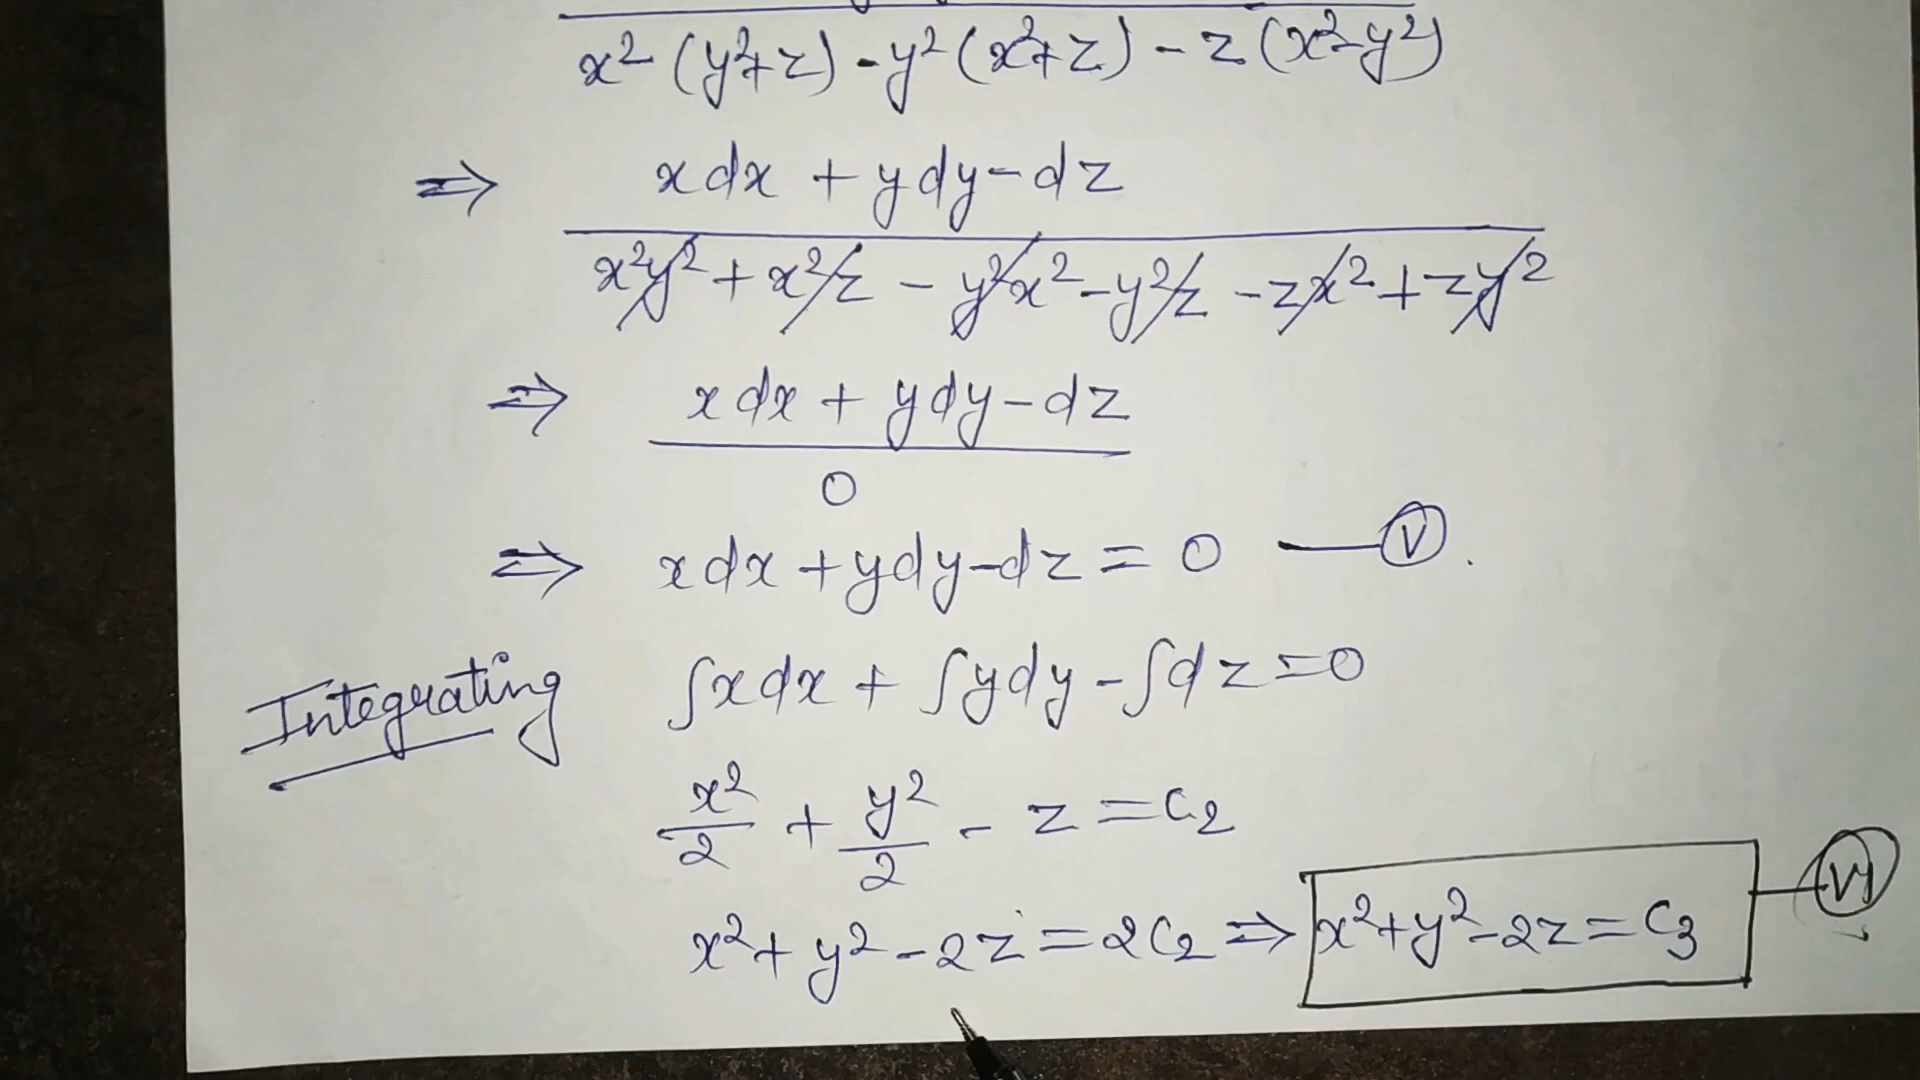 x² (y²+z) - y² (x²+z) - z (x²-y²)
⇒ xdx + ydy - dz
x²y² + x²z - y²x² - y²z - zx² + zy²
⇒ xdx + ydy - dz
0
⇒ xdx + ydy - dz = 0 — Ⓥ.
Integrating ∫xdx + ∫ydy - ∫dz = 0
x²/2 + y²/2 - z = C₂
x² + y² - 2z = 2C₂ ⇒ x² + y² - 2z = C₃ — VI